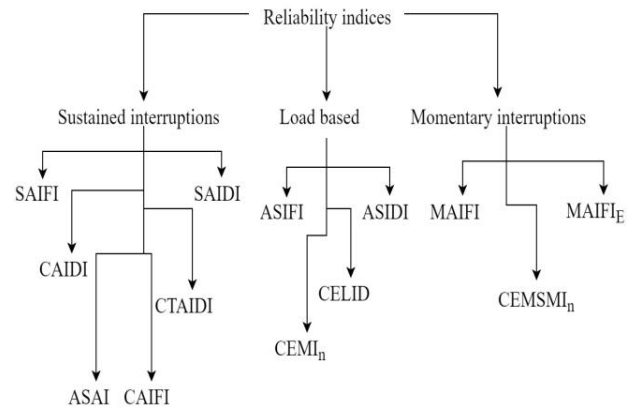 Reliability indices
Sustained interruptions
Load based
Momentary interruptions
SAIFI
SAIDI
CAIDI
CTAIDI
ASAI
CAIFI
ASIFI
ASIDI
CELID
CEMIₙ
MAIFI
MAIFI_E
CEMSMIₙ